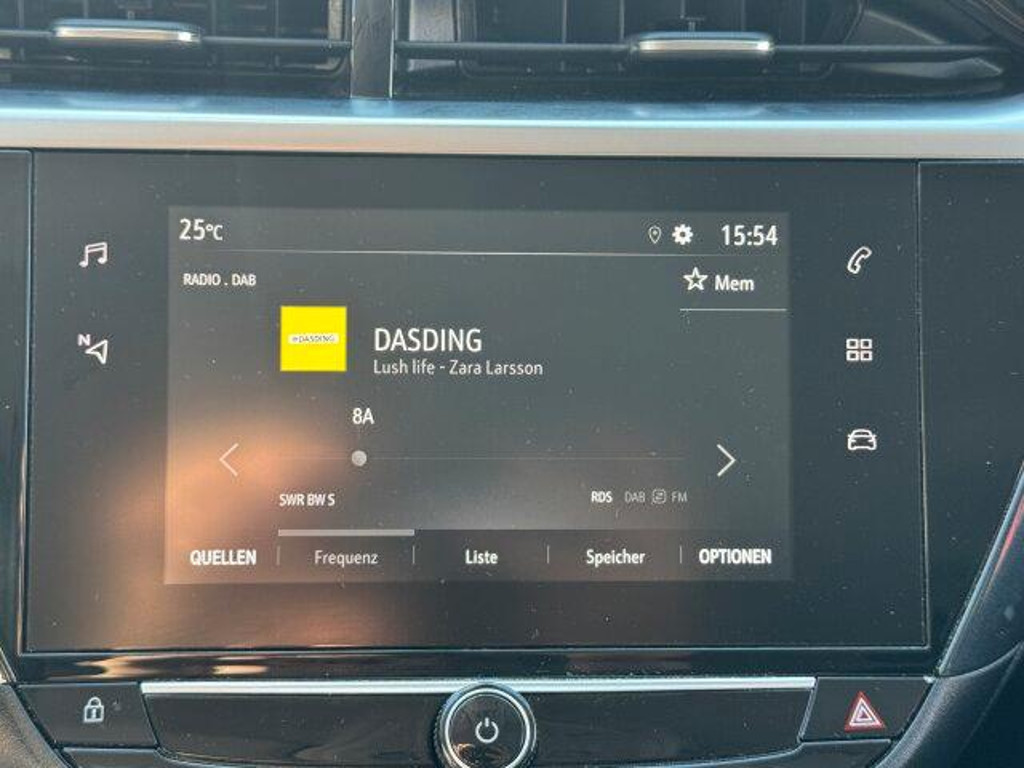 25°C 15:54
RADIO . DAB Mem
DASDING
DASDING
Lush life - Zara Larsson
N
8A
SWR BW S RDS DAB FM
QUELLEN Frequenz Liste Speicher OPTIONEN